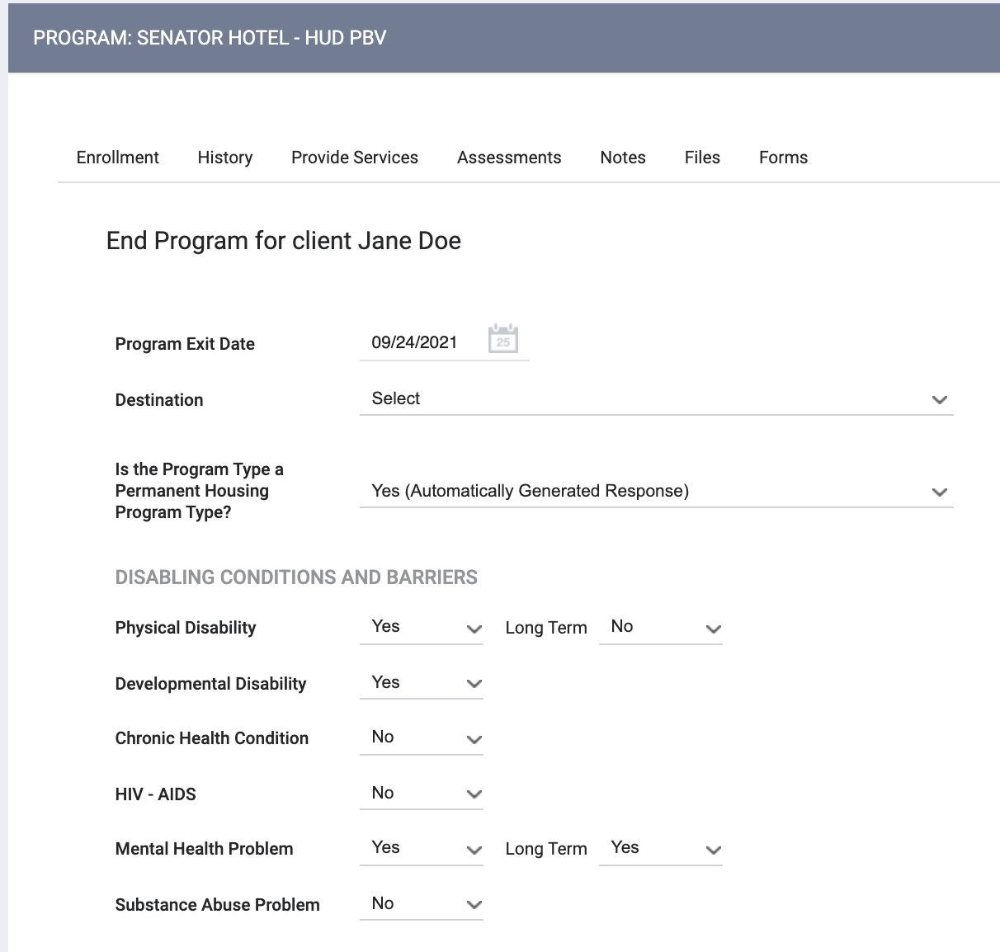 PROGRAM: SENATOR HOTEL - HUD PBV
Enrollment History Provide Services Assessments Notes Files Forms
End Program for client Jane Doe
Program Exit Date 09/24/2021 25
Destination Select
Is the Program Type a
Permanent Housing Yes (Automatically Generated Response)
Program Type?
DISABLING CONDITIONS AND BARRIERS
Physical Disability Yes Long Term No
Developmental Disability Yes
Chronic Health Condition No
HIV - AIDS No
Mental Health Problem Yes Long Term Yes
Substance Abuse Problem No